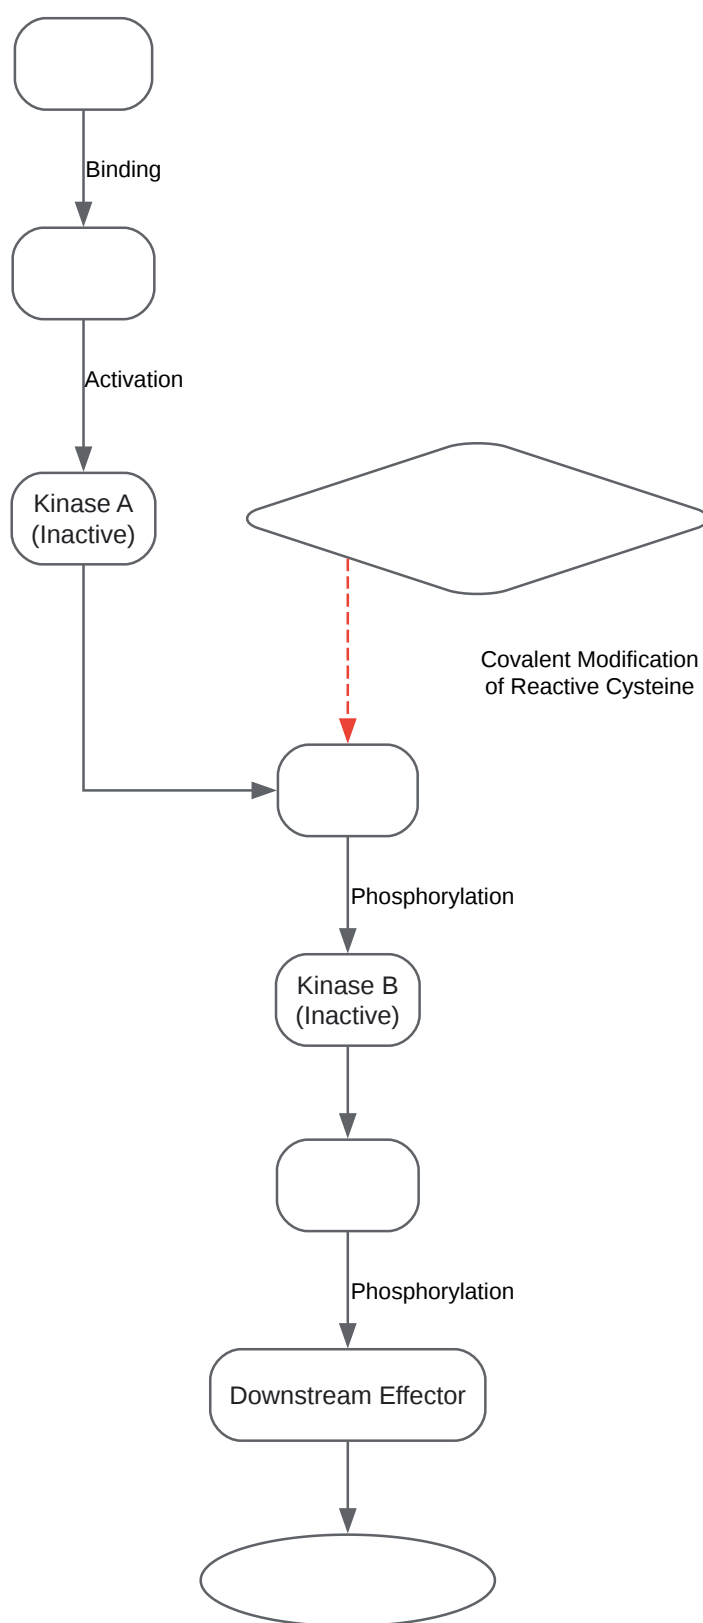 Binding
Activation
Kinase A
(Inactive)
Covalent Modification
of Reactive Cysteine
Phosphorylation
Kinase B
(Inactive)
Phosphorylation
Downstream Effector